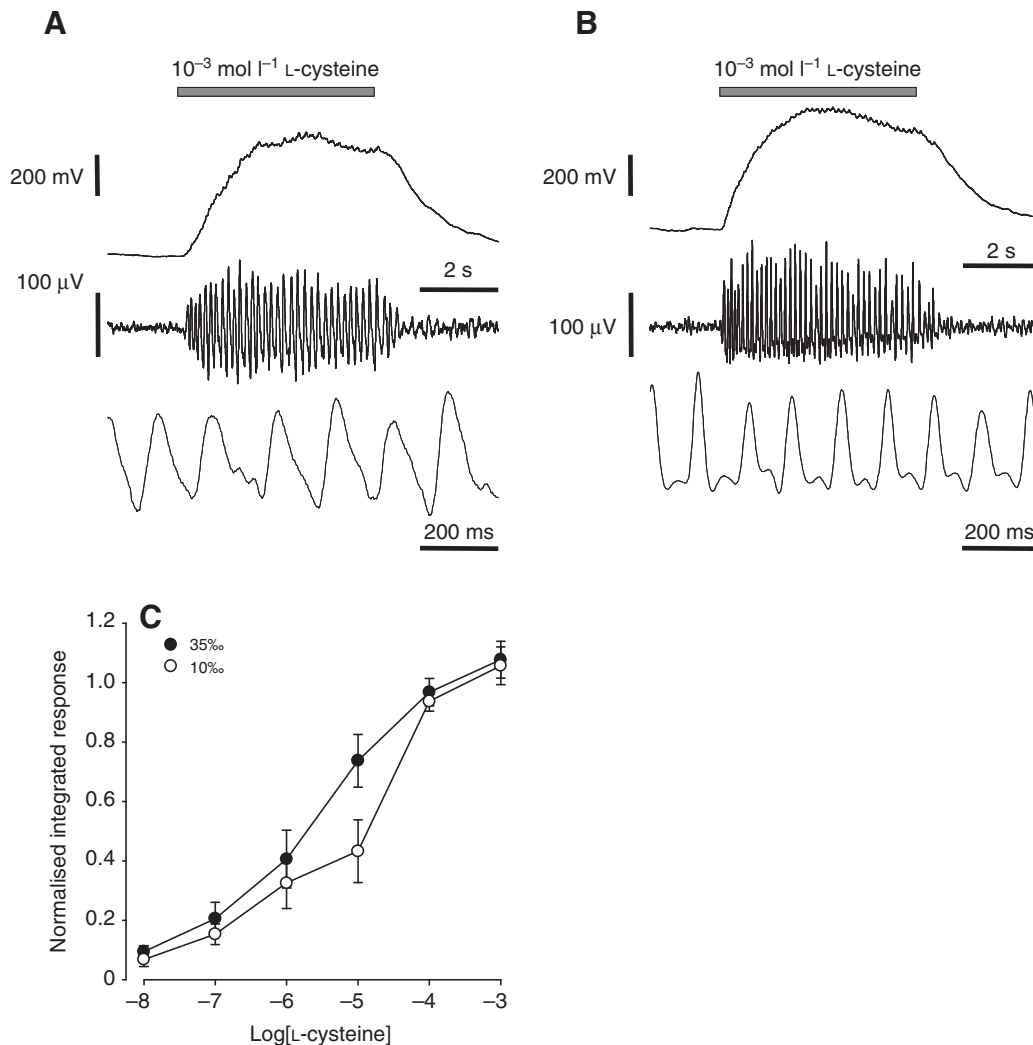 A
10⁻³ mol l⁻¹ L-cysteine
200 mV
2 s
100 µV
200 ms
B
10⁻³ mol l⁻¹ L-cysteine
200 mV
2 s
100 µV
200 ms
C
35‰
10‰
Normalised integrated response
1.2
1.0
0.8
0.6
0.4
0.2
0
–8 –7 –6 –5 –4 –3
Log[L-cysteine]